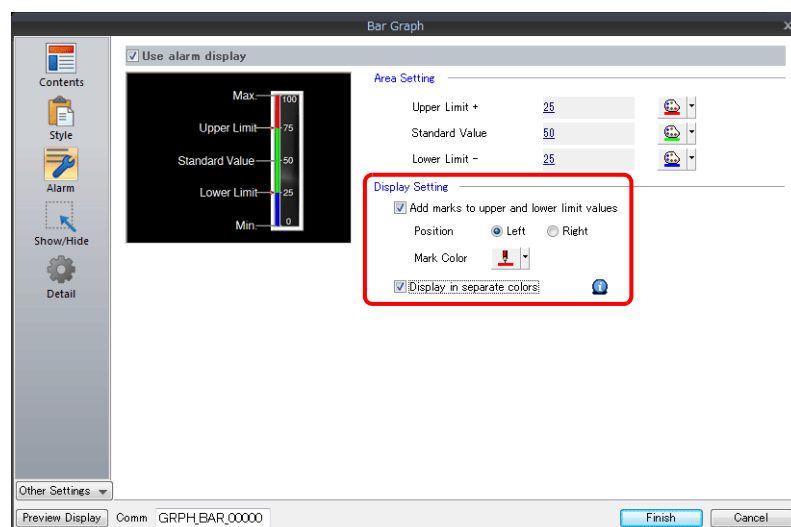 Bar Graph
x
Contents
Style
Alarm
Show/Hide
Detail
Use alarm display
Max.
100
Upper Limit
75
Standard Value
50
Lower Limit
25
Min.
0
Area Setting
Upper Limit + 25
Standard Value 50
Lower Limit − 25
Display Setting
Add marks to upper and lower limit values
Position Left Right
Mark Color
Display in separate colors
Other Settings
Preview Display Comm GRPH_BAR_00000 Finish Cancel